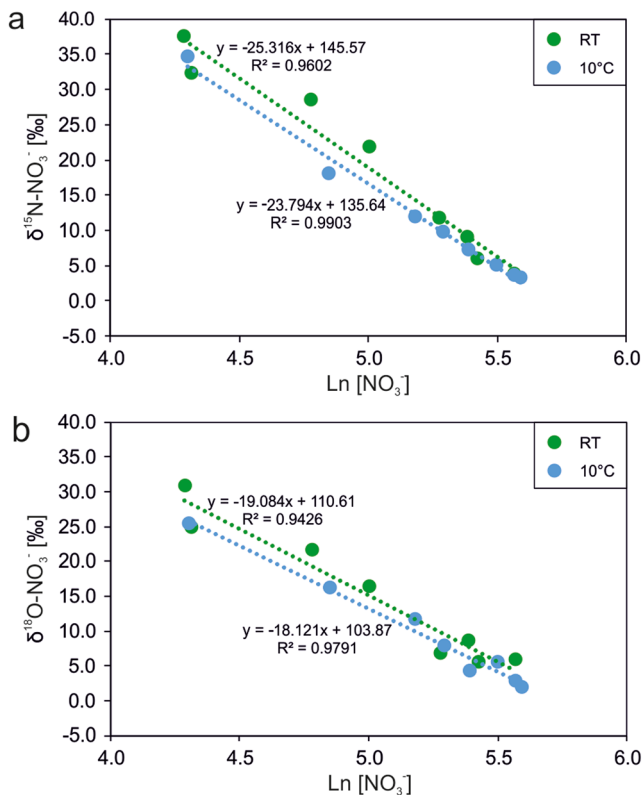 a
40.0
35.0
30.0
25.0
20.0
15.0
10.0
5.0
0.0
-5.0
δ¹⁵N-NO₃⁻ [‰]
y = -25.316x + 145.57
R² = 0.9602
RT
10°C
y = -23.794x + 135.64
R² = 0.9903
4.0 4.5 5.0 5.5 6.0
Ln [NO₃⁻]
b
40.0
35.0
30.0
25.0
20.0
15.0
10.0
5.0
0.0
-5.0
δ¹⁸O-NO₃⁻ [‰]
RT
10°C
y = -19.084x + 110.61
R² = 0.9426
y = -18.121x + 103.87
R² = 0.9791
4.0 4.5 5.0 5.5 6.0
Ln [NO₃⁻]